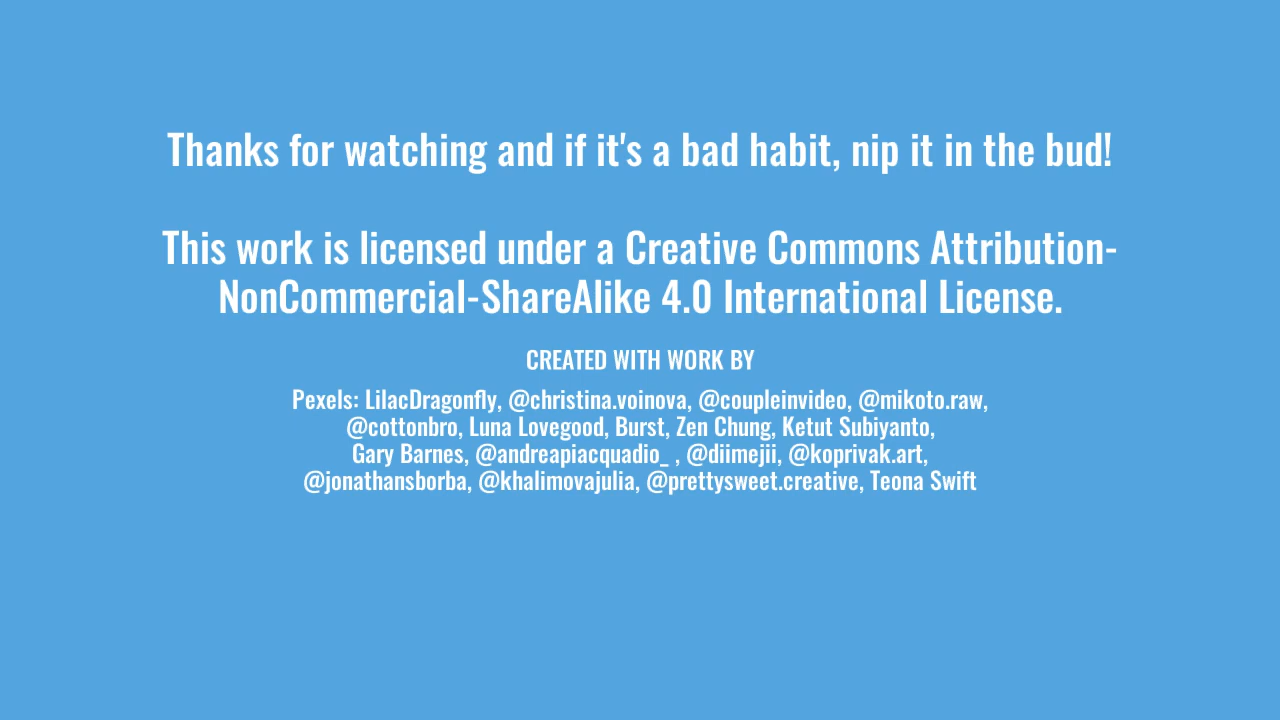 Thanks for watching and if it's a bad habit, nip it in the bud!
This work is licensed under a Creative Commons Attribution-
NonCommercial-ShareAlike 4.0 International License.
CREATED WITH WORK BY
Pexels: LilacDragonfly, @christina.voinova, @coupleinvideo, @mikoto.raw,
@cottonbro, Luna Lovegood, Burst, Zen Chung, Ketut Subiyanto,
Gary Barnes, @andreapiacquadio_ , @diimejii, @koprivak.art,
@jonathansborba, @khalimovajulia, @prettysweet.creative, Teona Swift